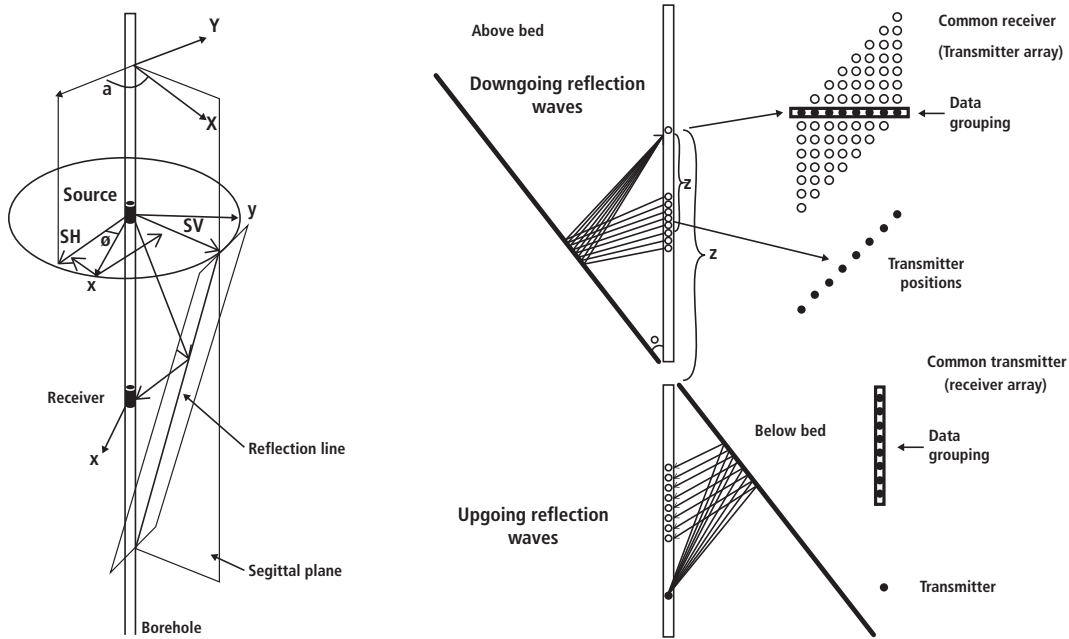 Y
a
X
Source
y
SH
SV
ø
x
Receiver
x
Reflection line
Segittal plane
Borehole
Above bed
Downgoing reflection
waves
z
z
Common receiver
(Transmitter array)
Data
grouping
Transmitter
positions
Common transmitter
(receiver array)
Below bed
Data
grouping
Upgoing reflection
waves
Transmitter